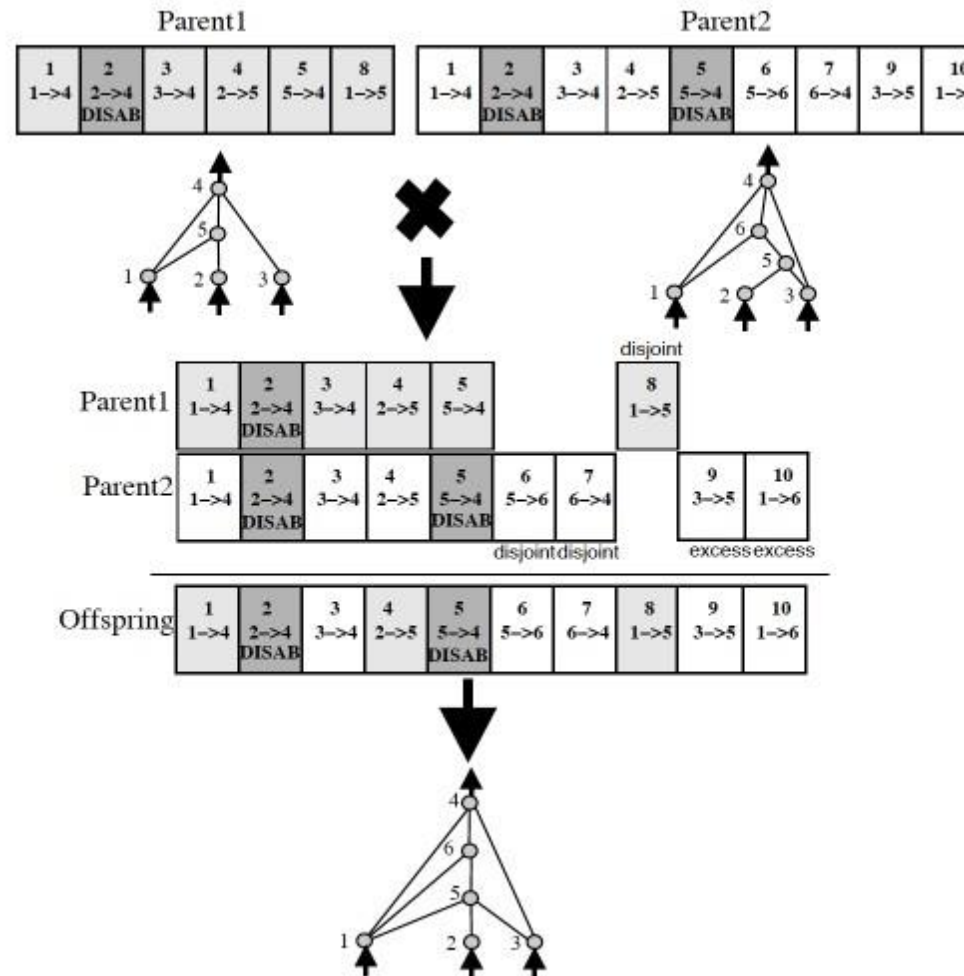 Parent1 Parent2
1 2 3 4 5 8 1 2 3 4 5 6 7 9 10
1->4 2->4 3->4 2->5 5->4 1->5 1->4 2->4 3->4 2->5 5->4 5->6 6->4 3->5 1->
DISAB DISAB DISAB
4 4
5 6
5
1 2 3 1 2 3
disjoint
Parent1 1 2 3 4 5 8
1->4 2->4 3->4 2->5 5->4 1->5
DISAB
Parent2 1 2 3 4 5 6 7 9 10
1->4 2->4 3->4 2->5 5->4 5->6 6->4 3->5 1->6
DISAB DISAB
disjoint disjoint excess excess
Offspring 1 2 3 4 5 6 7 8 9 10
1->4 2->4 3->4 2->5 5->4 5->6 6->4 1->5 3->5 1->6
DISAB DISAB
4
6
5
1 2 3